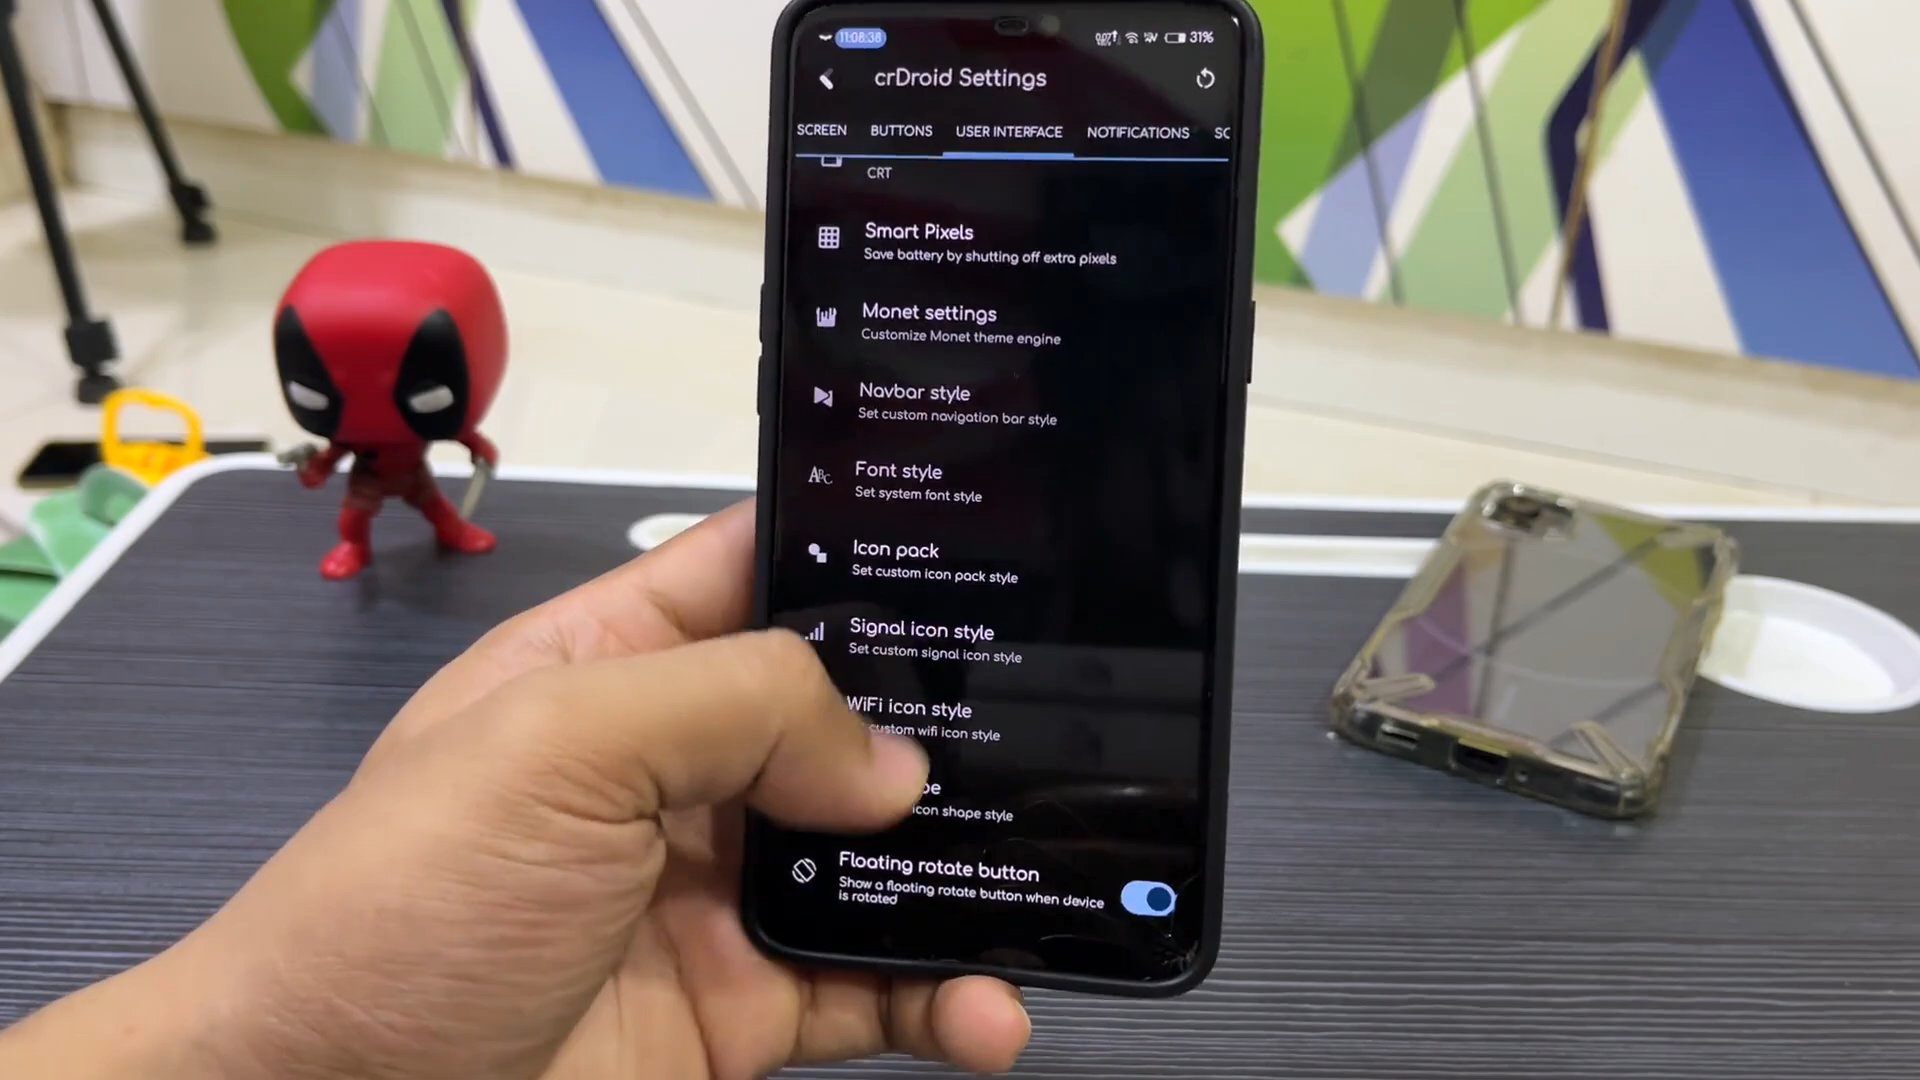 11:08:38
31%
crDroid Settings
SCREEN BUTTONS USER INTERFACE NOTIFICATIONS SC
CRT
Smart Pixels
Save battery by shutting off extra pixels
Monet settings
Customize Monet theme engine
Navbar style
Set custom navigation bar style
ABC
Font style
Set system font style
Icon pack
Set custom icon pack style
Signal icon style
Set custom signal icon style
WiFi icon style
custom wifi icon style
pe
icon shape style
Floating rotate button
Show a floating rotate button when device
is rotated